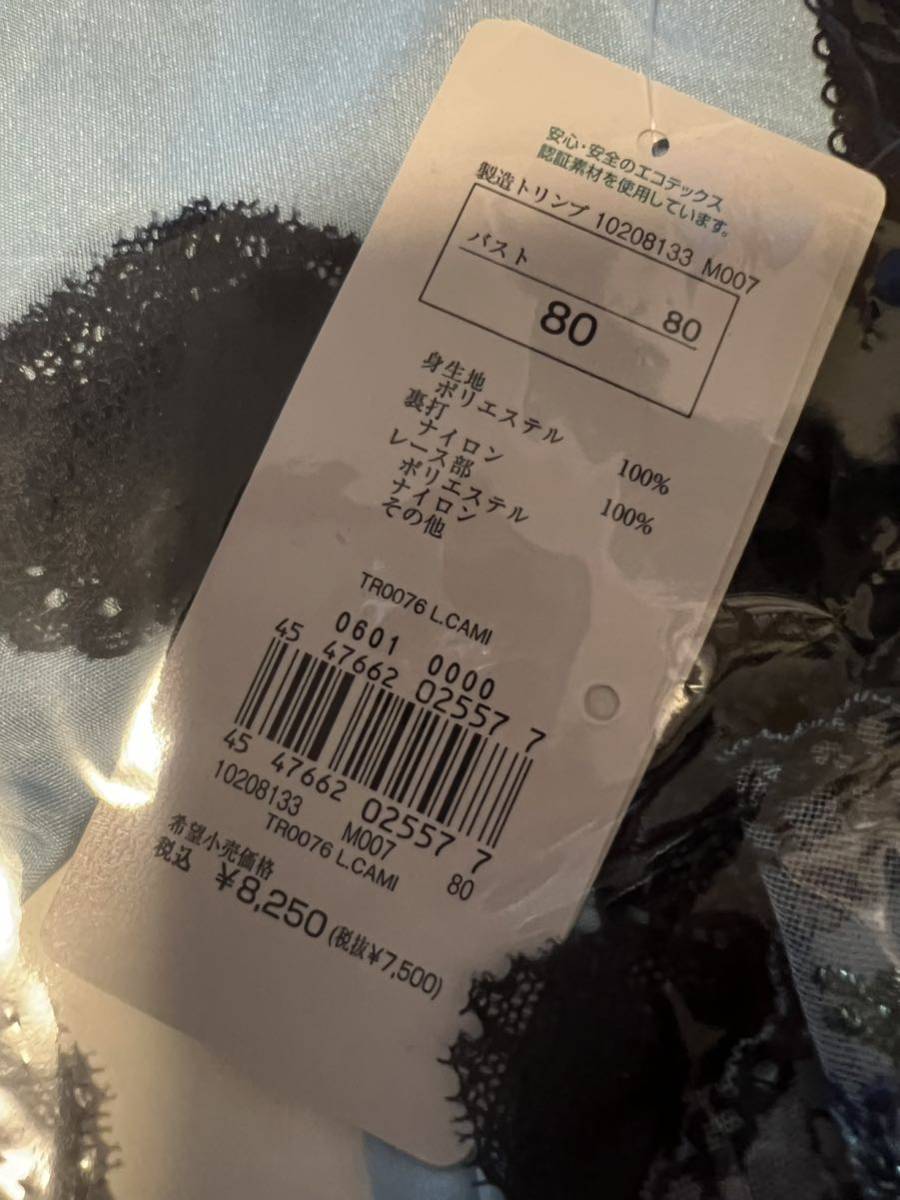 安心・安全のエコテックス
認証素材を使用しています。
製造トリンプ 10208133 M007
バスト 80
80
身生地
ポリエステル 100%
裏打
ナイロン 100%
レース部
ポリエステル
ナイロン
その他
TR0076 L.CAMI
0601 0000
45 47662 02557 7
45 47662 02557 7
10208133 M007
TR0076 L.CAMI 80
希望小売価格
税込 ¥8,250 (税抜¥7,500)